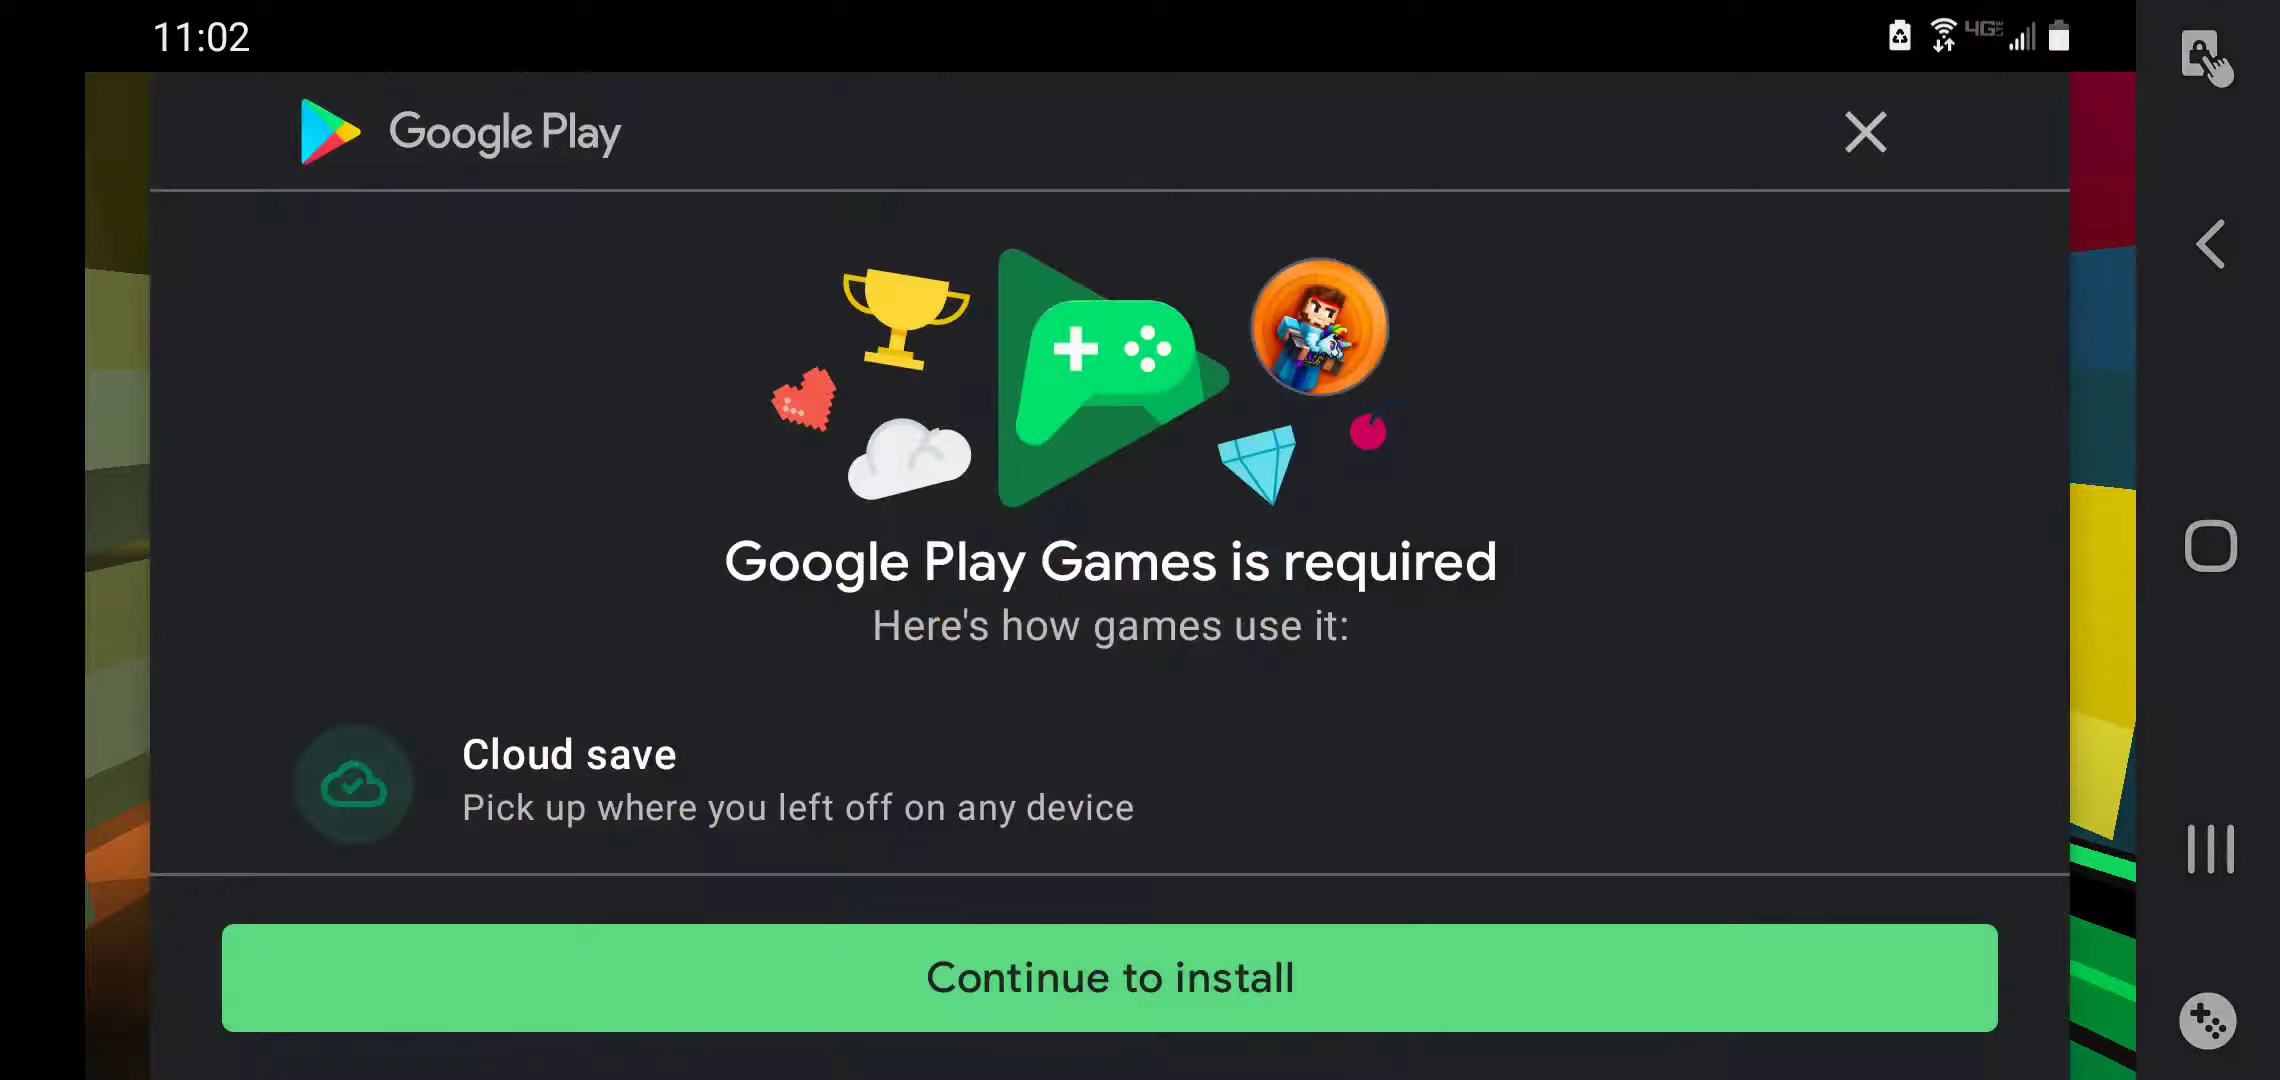 11:02
4G
Google Play
Google Play Games is required
Here's how games use it:
Cloud save
Pick up where you left off on any device
Continue to install